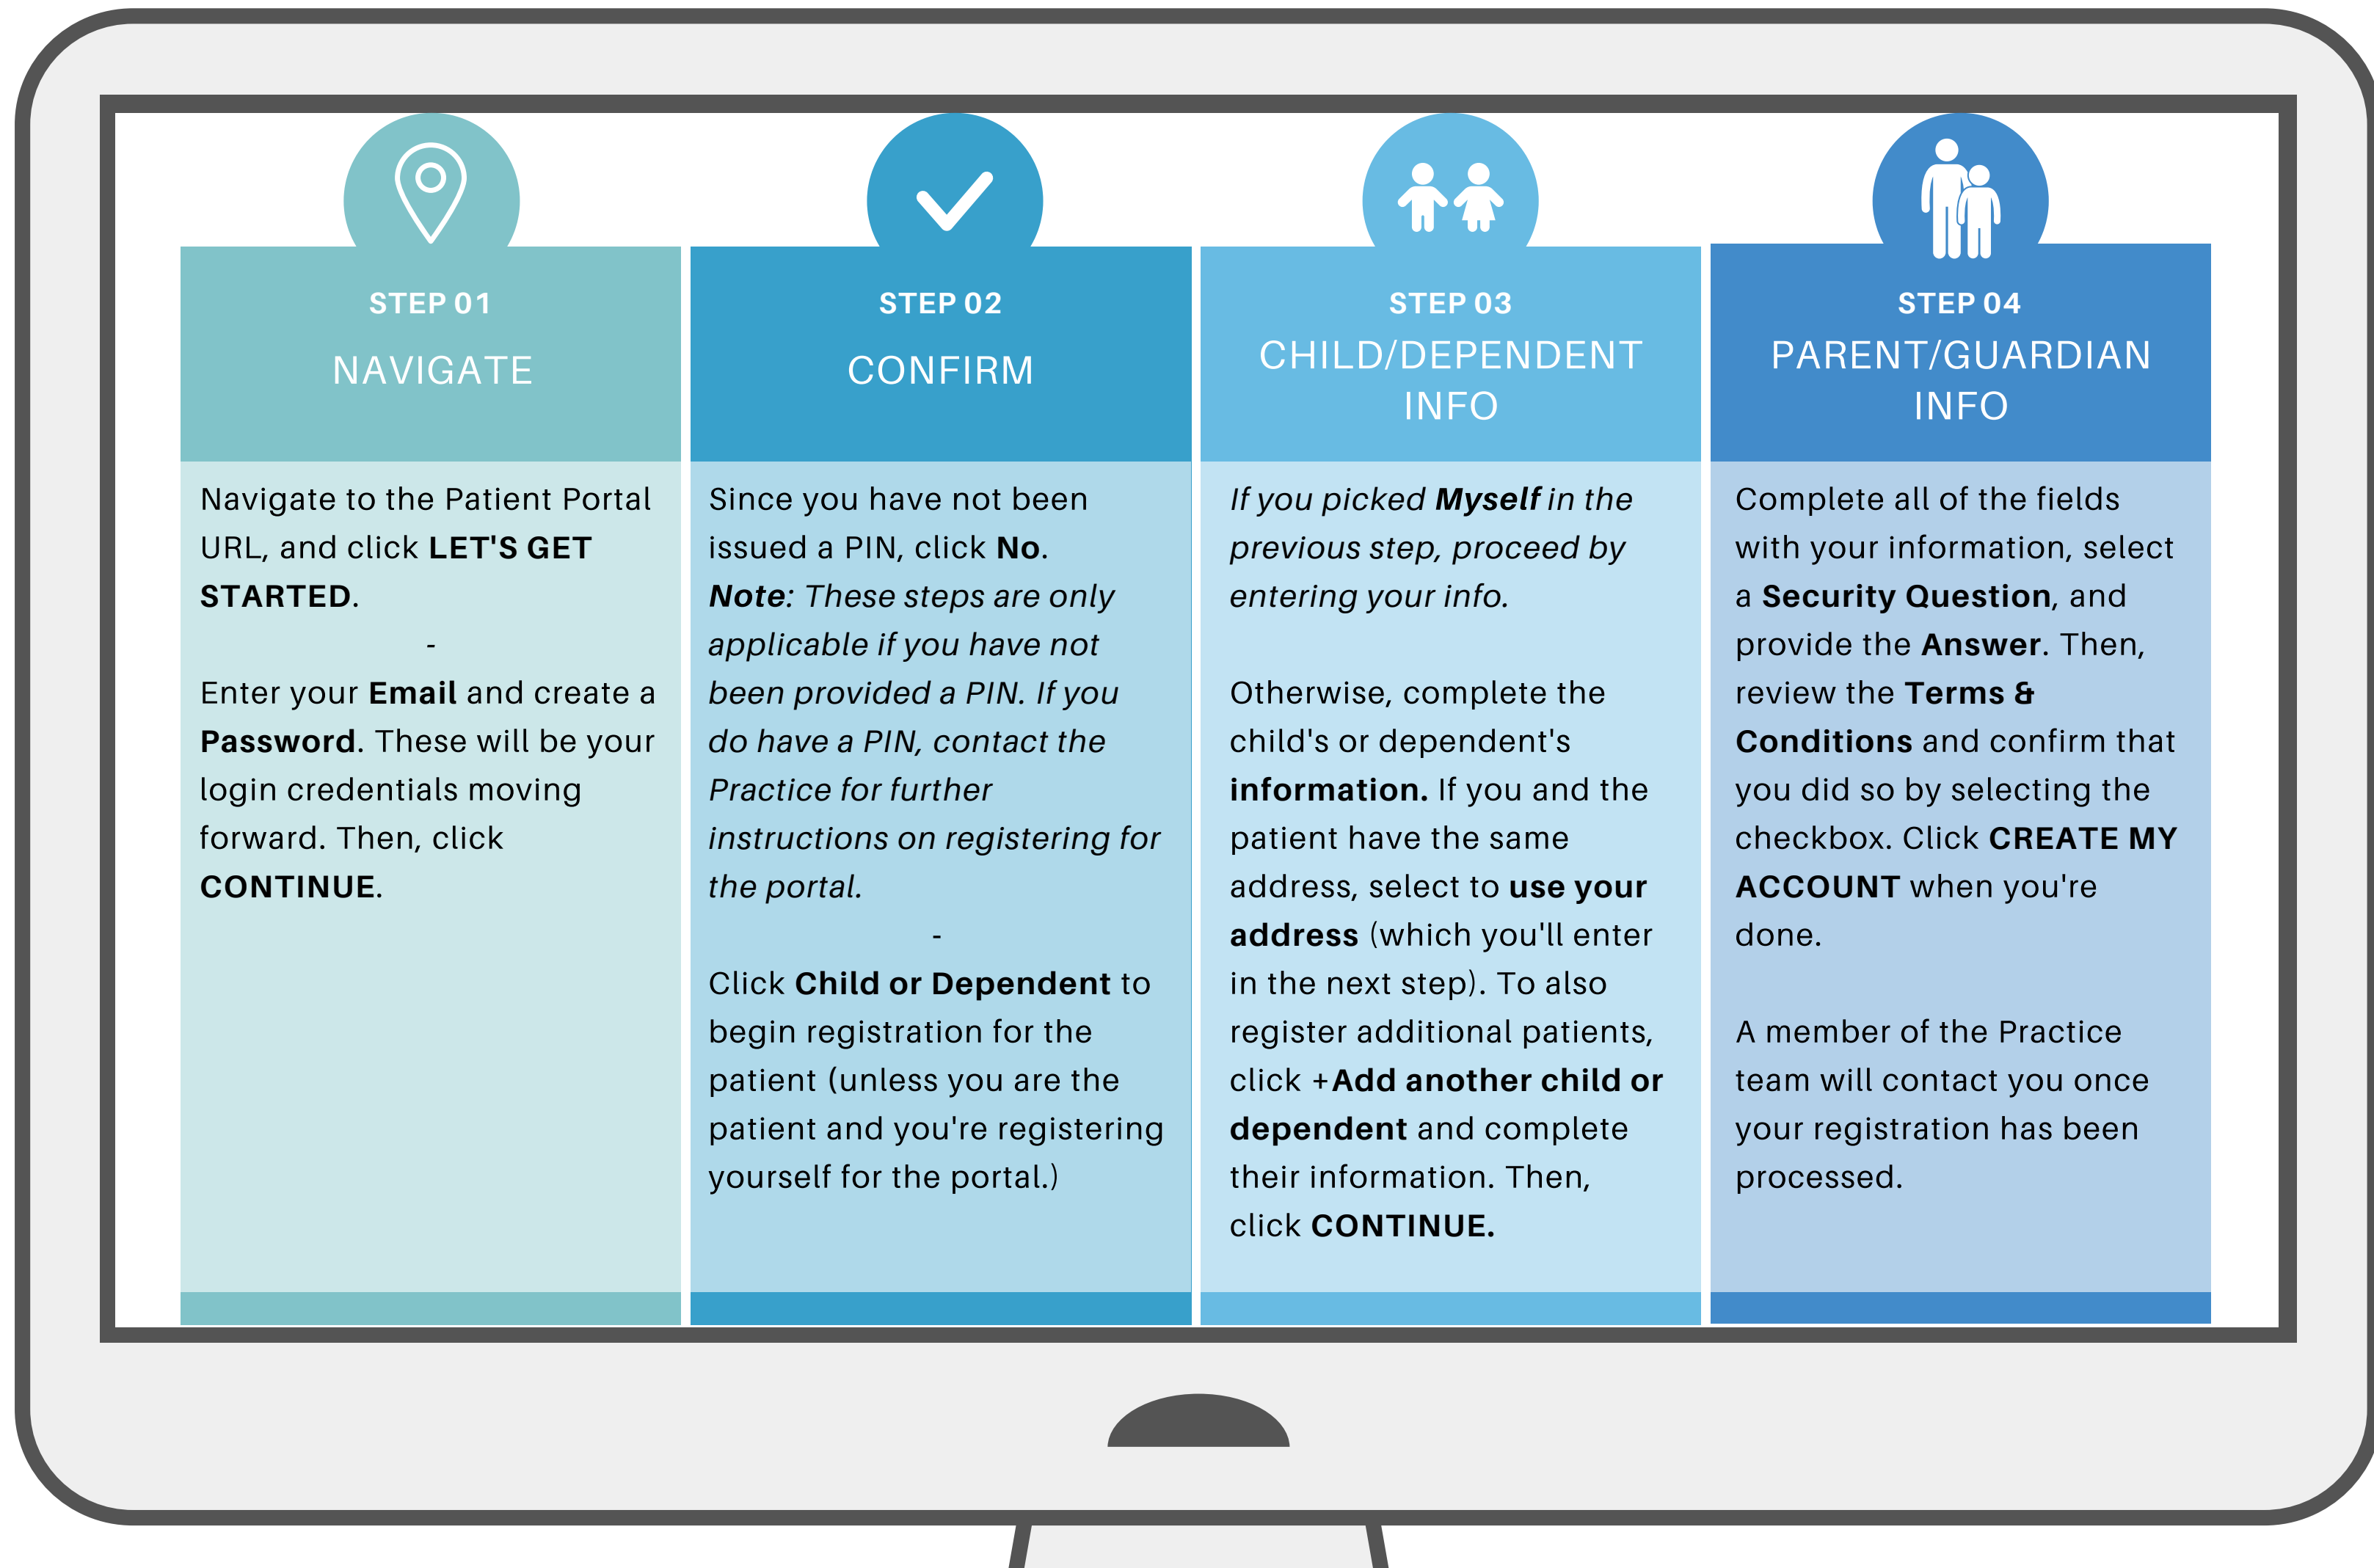 STEP 01
NAVIGATE
Navigate to the Patient Portal
URL, and click LET'S GET
STARTED.
-
Enter your Email and create a
Password. These will be your
login credentials moving
forward. Then, click
CONTINUE.
STEP 02
CONFIRM
Since you have not been
issued a PIN, click No.
Note: These steps are only
applicable if you have not
been provided a PIN. If you
do have a PIN, contact the
Practice for further
instructions on registering for
the portal.
-
Click Child or Dependent to
begin registration for the
patient (unless you are the
patient and you're registering
yourself for the portal.)
STEP 03
CHILD/DEPENDENT
INFO
If you picked Myself in the
previous step, proceed by
entering your info.
Otherwise, complete the
child's or dependent's
information. If you and the
patient have the same
address, select to use your
address (which you'll enter
in the next step). To also
register additional patients,
click +Add another child or
dependent and complete
their information. Then,
click CONTINUE.
STEP 04
PARENT/GUARDIAN
INFO
Complete all of the fields
with your information, select
a Security Question, and
provide the Answer. Then,
review the Terms &
Conditions and confirm that
you did so by selecting the
checkbox. Click CREATE MY
ACCOUNT when you're
done.
A member of the Practice
team will contact you once
your registration has been
processed.